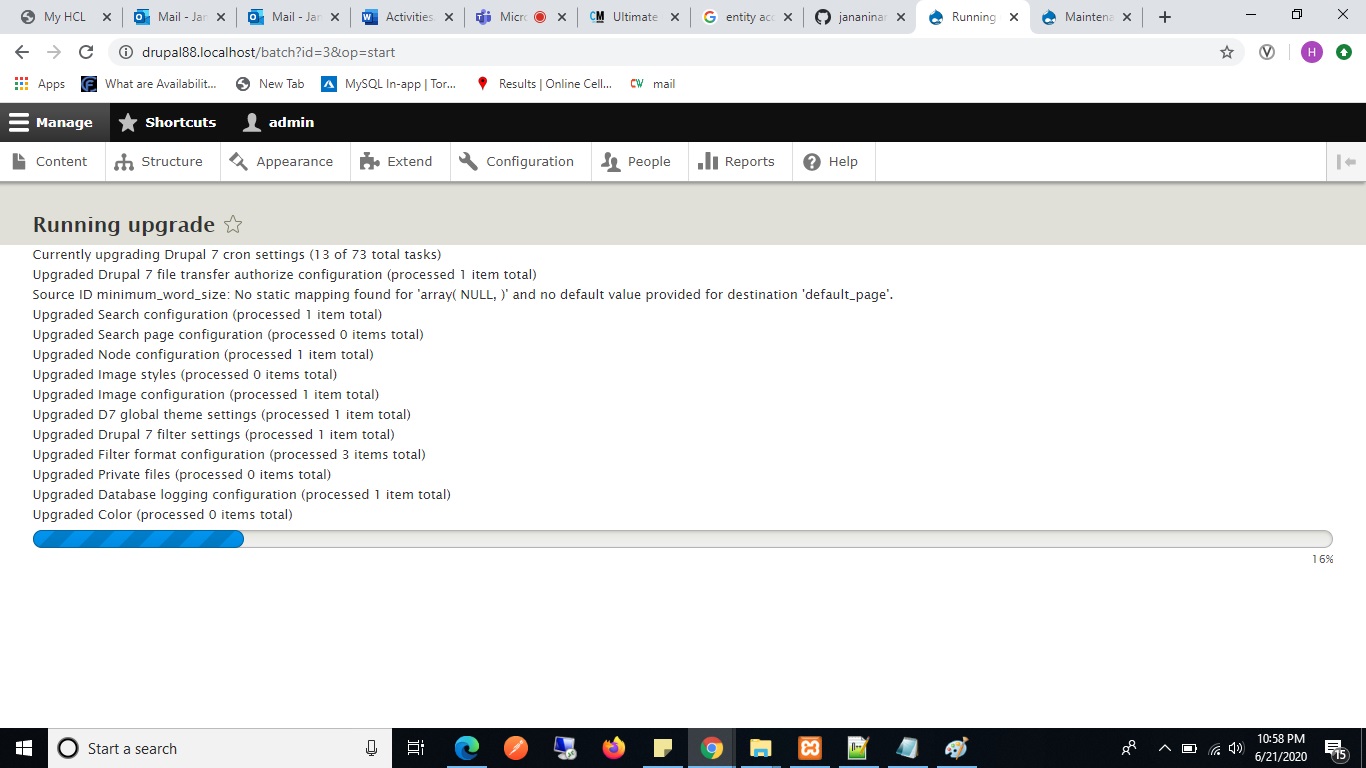 My HCL
Mail - Jan
Mail - Jan
Activities
Micro
Ultimate
entity acc
jananinar
Running
Maintena
drupal88.localhost/batch?id=3&op=start
H
Apps
What are Availabilit...
New Tab
MySQL In-app | Tor...
Results | Online Cell...
CW mail
Manage
Shortcuts
admin
Content
Structure
Appearance
Extend
Configuration
People
Reports
Help
Running upgrade
Currently upgrading Drupal 7 cron settings (13 of 73 total tasks)
Upgraded Drupal 7 file transfer authorize configuration (processed 1 item total)
Source ID minimum_word_size: No static mapping found for 'array( NULL, )' and no default value provided for destination 'default_page'.
Upgraded Search configuration (processed 1 item total)
Upgraded Search page configuration (processed 0 items total)
Upgraded Node configuration (processed 1 item total)
Upgraded Image styles (processed 0 items total)
Upgraded Image configuration (processed 1 item total)
Upgraded D7 global theme settings (processed 1 item total)
Upgraded Drupal 7 filter settings (processed 1 item total)
Upgraded Filter format configuration (processed 3 items total)
Upgraded Private files (processed 0 items total)
Upgraded Database logging configuration (processed 1 item total)
Upgraded Color (processed 0 items total)
16%
Start a search
10:58 PM
6/21/2020
15